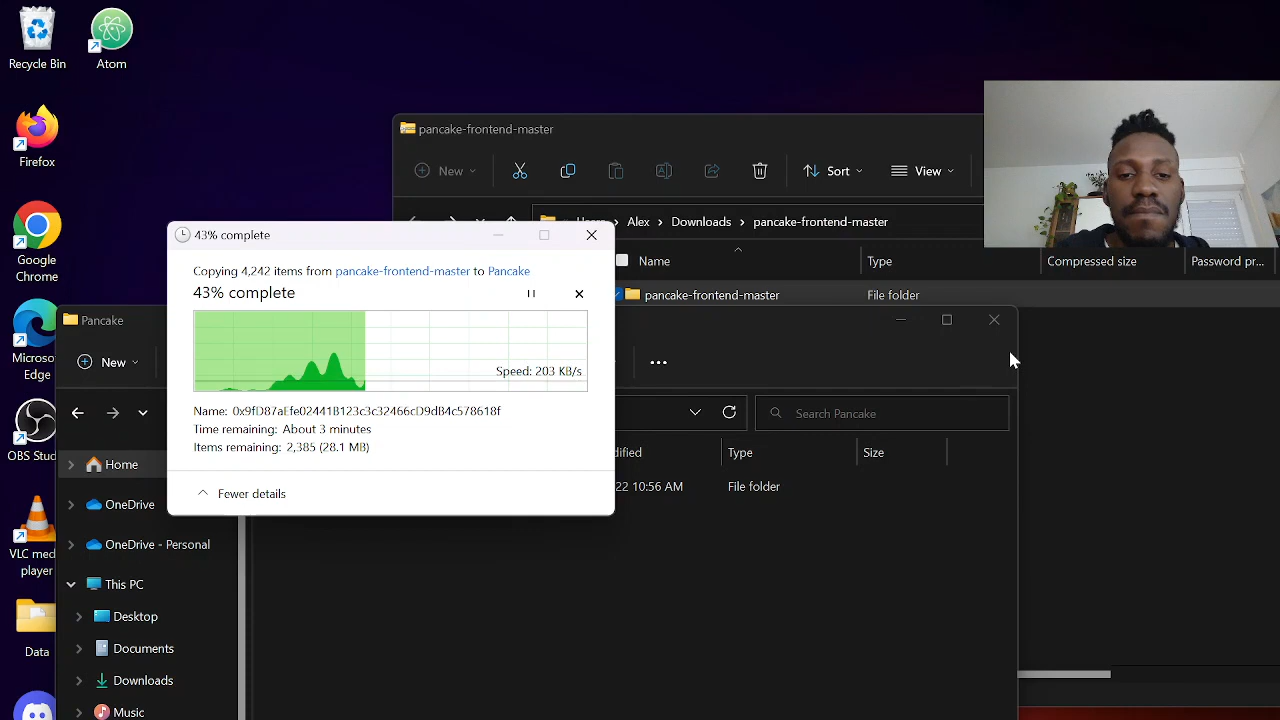 Recycle Bin
Atom
Firefox
Google
Chrome
Edge
OBS Studi
VLC med
player
Data
pancake-frontend-master
New
Sort
View
Alex
Downloads
pancake-frontend-master
Name
Type
Compressed size
Password pr...
pancake-frontend-master
File folder
43% complete
Copying 4,242 items from pancake-frontend-master to Pancake
43% complete
Speed: 203 KB/s
Time remaining: About 3 minutes
Items remaining: 2,385 (28.1 MB)
Fewer details
Pancake
New
Search Pancake
Type
Size
22 10:56 AM
File folder
Home
OneDrive
OneDrive - Personal
This PC
Desktop
Documents
Downloads
Music